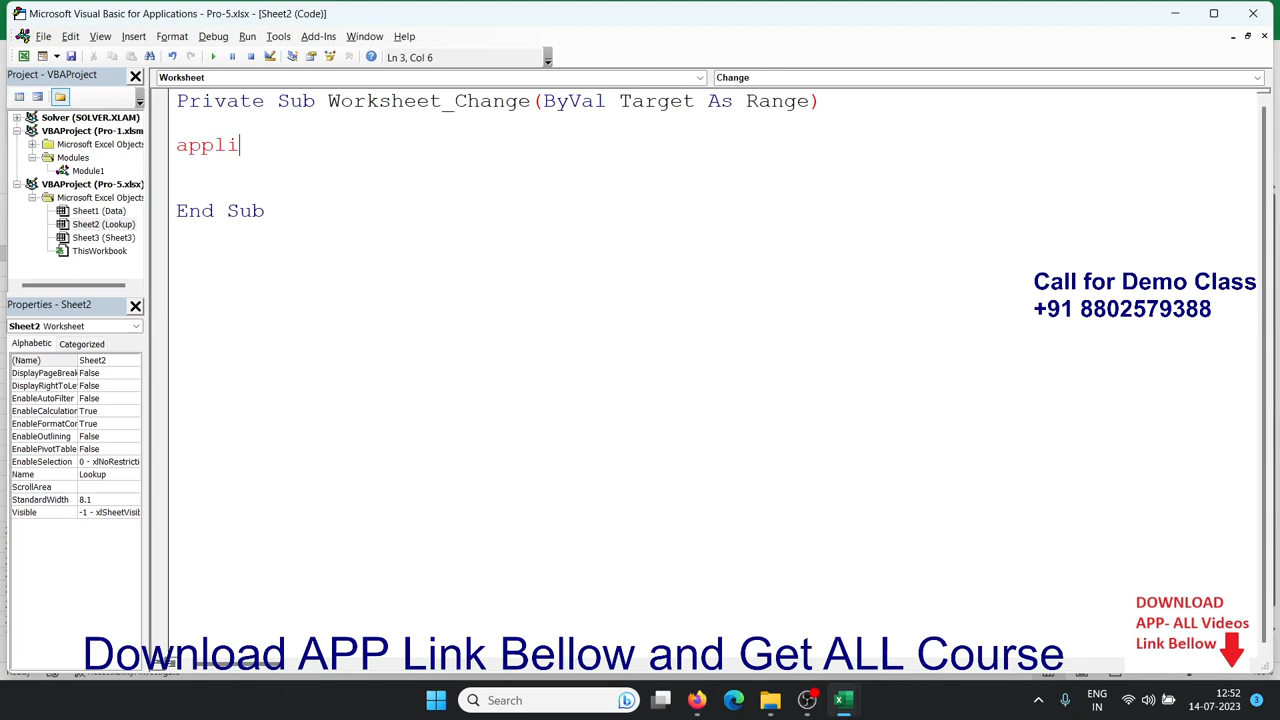 Microsoft Visual Basic for Applications - Pro-5.xlsx - [Sheet2 (Code)]
File Edit View Insert Format Debug Run Tools Add-Ins Window Help
Ln 3, Col 6
Project - VBAProject
Worksheet
Change
Solver (SOLVER.XLAM)
VBAProject (Pro-1.xlsm
Microsoft Excel Objects
Modules
Module1
VBAProject (Pro-5.xlsx)
Microsoft Excel Objects
Sheet1 (Data)
Sheet2 (Lookup)
Sheet3 (Sheet3)
ThisWorkbook
Private Sub Worksheet_Change(ByVal Target As Range)
appli
End Sub
Properties - Sheet2
Sheet2 Worksheet
Alphabetic Categorized
(Name) Sheet2
DisplayPageBreak False
DisplayRightToLe False
EnableAutoFilter False
EnableCalculation True
EnableFormatCon True
EnableOutlining False
EnablePivotTable False
EnableSelection 0 - xlNoRestricti
Name Lookup
ScrollArea
StandardWidth 8.1
Visible -1 - xlSheetVisib
Call for Demo Class
+91 8802579388
DOWNLOAD
APP- ALL Videos
Link Bellow
Download APP Link Bellow and Get ALL Course
Search
ENG
IN
12:52
14-07-2023
3